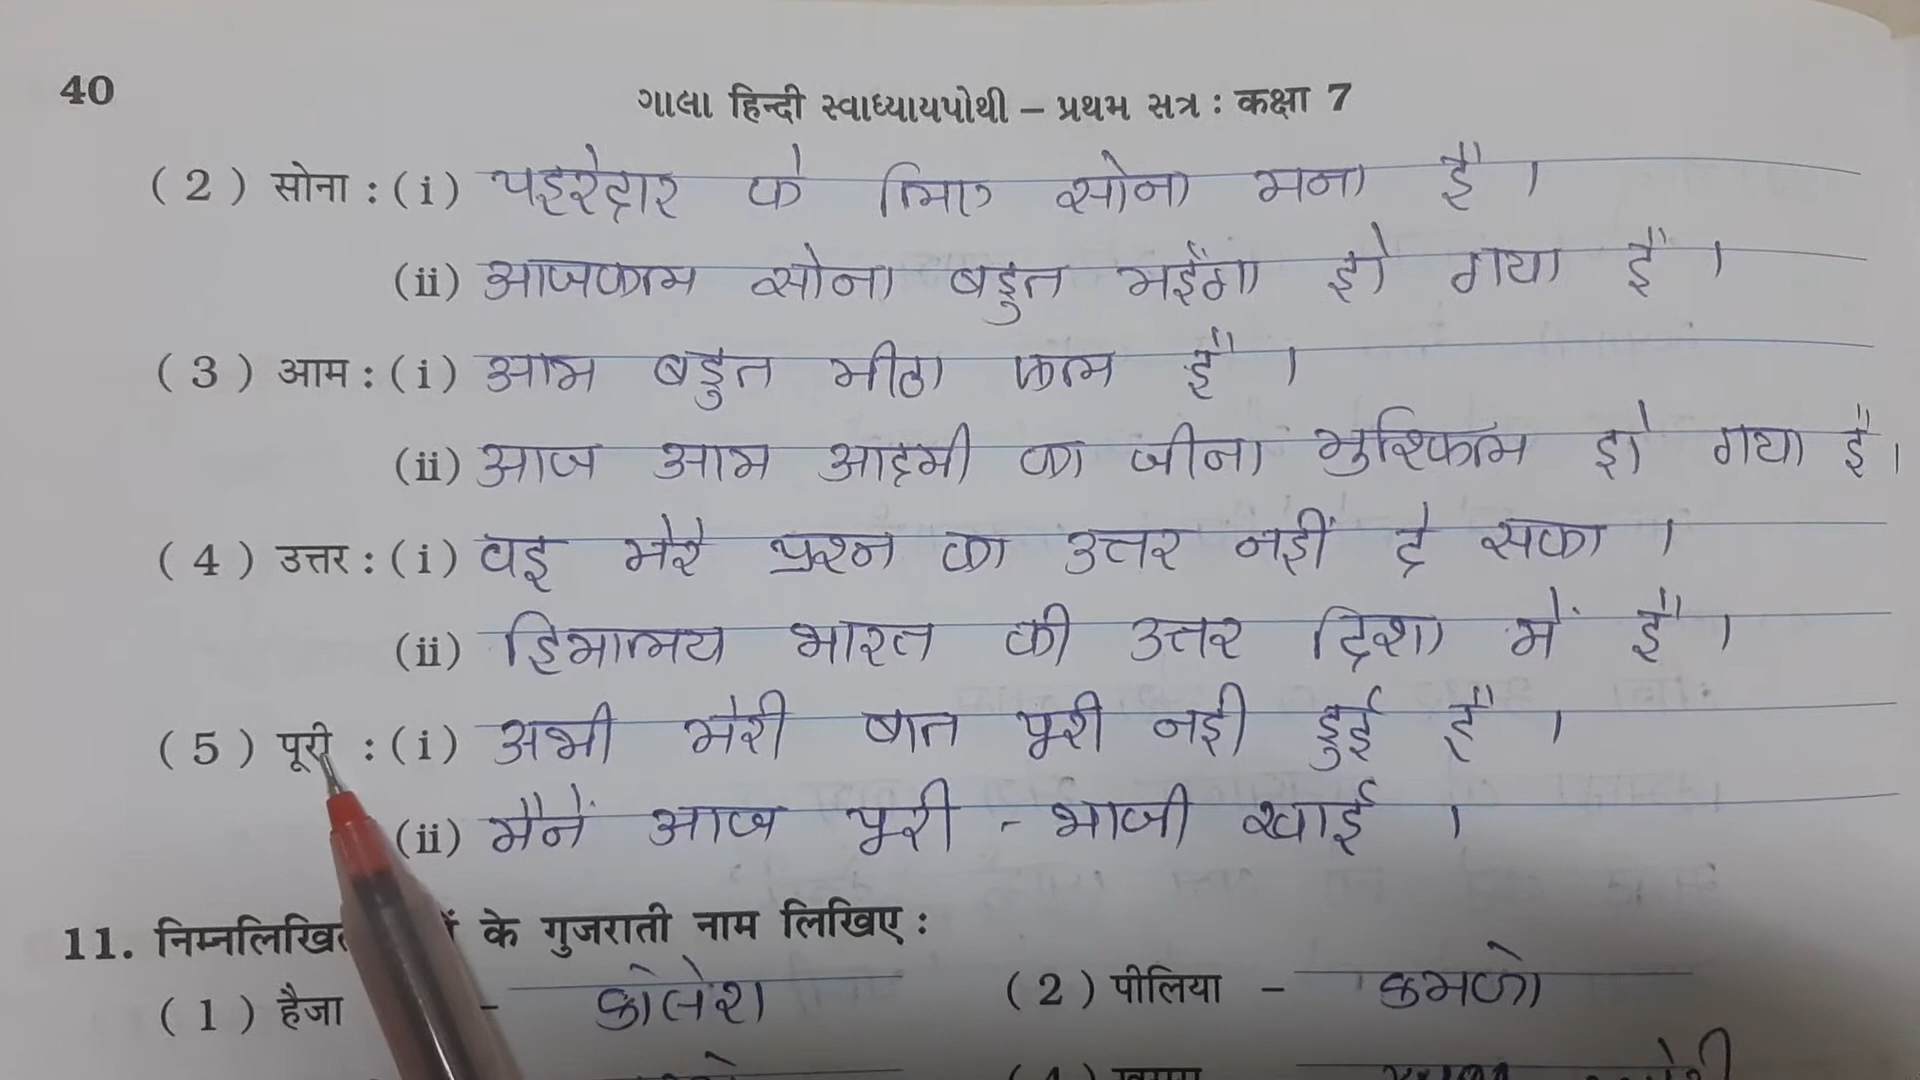 40
गाला हिन्दी स्वाध्यायपोथी – प्रथम सत्र : कक्षा 7
( 2 ) सोना : (i) पहरेदार के लिए सोना मना है ।
(ii) आजकल सोना बहुत महँगा हो गया है ।
( 3 ) आम : (i) आम बहुत मीठा फल है ।
(ii) आज आम आदमी का जीना मुश्किल हो गया है ।
( 4 ) उत्तर : (i) वह मेरे प्रश्न का उत्तर नहीं दे सका ।
(ii) हिमालय भारत की उत्तर दिशा में है ।
( 5 ) पूरी : (i) अभी मेरी बात पूरी नही हुई है ।
(ii) मैनें आज पूरी - भाजी खाई ।
11. निम्नलिखित के गुजराती नाम लिखिए :
( 1 ) हैजा - કોલેરા ( 2 ) पीलिया – કમળો